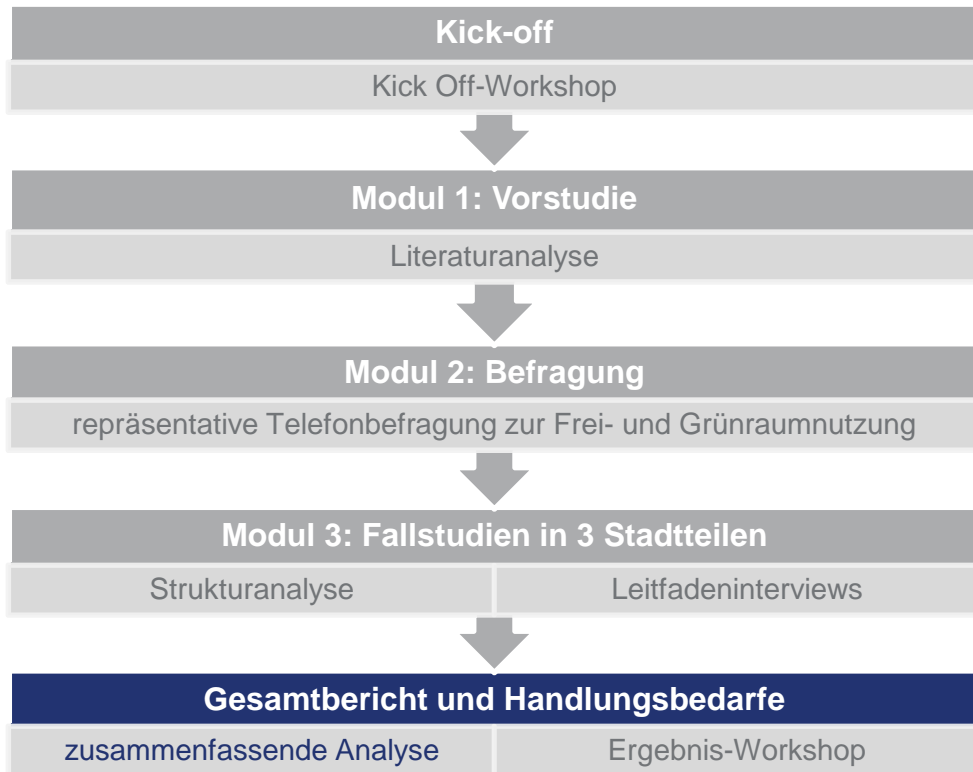 Kick-off
Kick Off-Workshop
Modul 1: Vorstudie
Literaturanalyse
Modul 2: Befragung
repräsentative Telefonbefragung zur Frei- und Grünraumnutzung
Modul 3: Fallstudien in 3 Stadtteilen
Strukturanalyse
Leitfadeninterviews
Gesamtbericht und Handlungsbedarfe
zusammenfassende Analyse
Ergebnis-Workshop